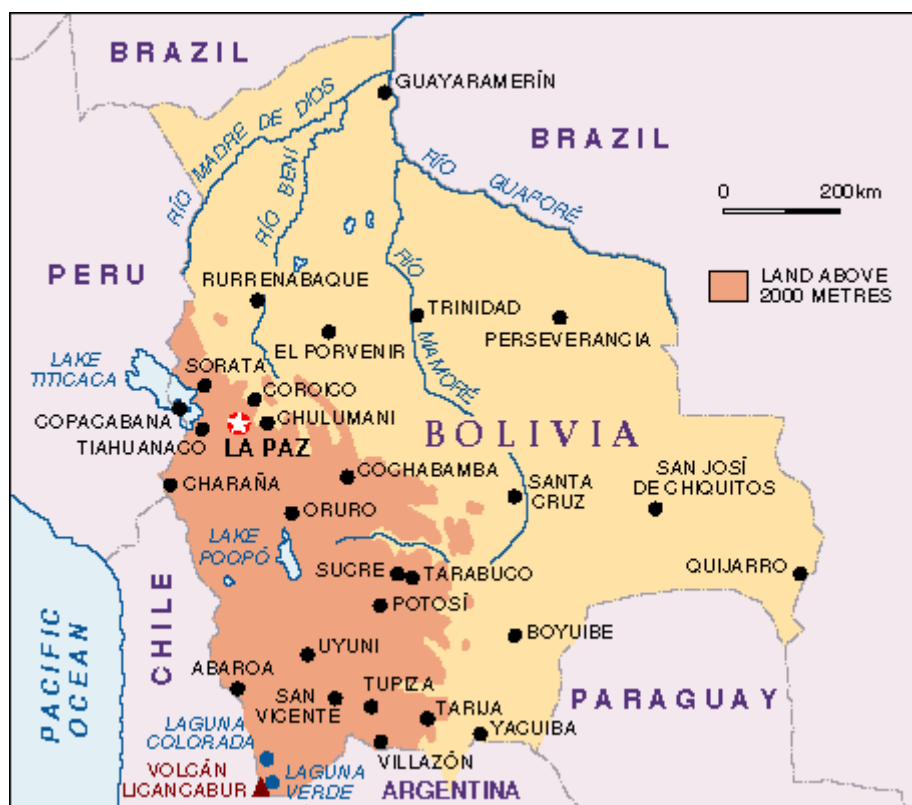 BRAZIL
GUAYARAMERÍN
RÍO MADRE DE DÍOS
RÍO BENÍ
BRAZIL
RÍO GUAPORÉ
0 200km
PERU
LAND ABOVE
2000 METRES
RURRENABAQUE
TRINIDAD
PERSEVERANCIA
EL PORVENIR
RÍO MAMORÉ
LAKE
TITICACA
SORATA
COROICO
COPACABANA
CHULUMANI
BOLIVIA
TIAHUANACO
LA PAZ
COCHABAMBA
SAN JOSÍ
DE CHIQUITOS
SANTA
CRUZ
CHARAÑA
ORURO
LAKE
POOPÓ
SUCRE
TARABUCO
QUIJARRO
POTOSÍ
CHILE
PACIFIC
OCEAN
BOYUIBE
UYUNI
ABAROA
TUPIZA
SAN
VICENTE
PARAGUAY
TARIJA
YACUIBA
LAGUNA
COLORADA
VILLAZÓN
VOLCÁN
LICANCABUR
LAGUNA
VERDE
ARGENTINA